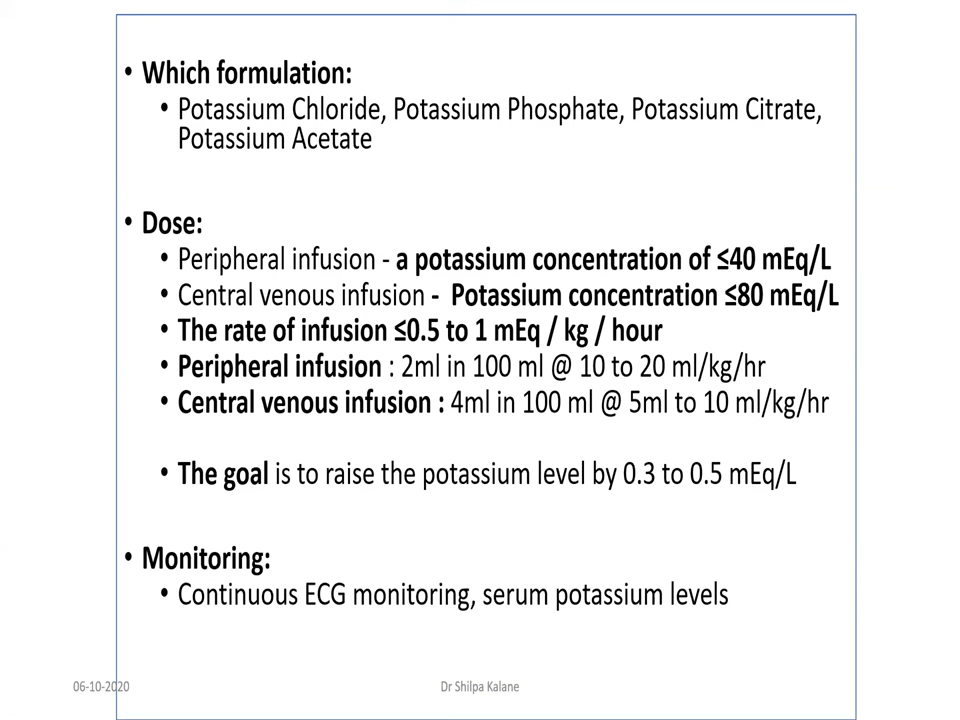 • Which formulation:
• Potassium Chloride, Potassium Phosphate, Potassium Citrate,
Potassium Acetate
• Dose:
• Peripheral infusion - a potassium concentration of ≤40 mEq/L
• Central venous infusion - Potassium concentration ≤80 mEq/L
• The rate of infusion ≤0.5 to 1 mEq / kg / hour
• Peripheral infusion : 2ml in 100 ml @ 10 to 20 ml/kg/hr
• Central venous infusion : 4ml in 100 ml @ 5ml to 10 ml/kg/hr
• The goal is to raise the potassium level by 0.3 to 0.5 mEq/L
• Monitoring:
• Continuous ECG monitoring, serum potassium levels
06-10-2020
Dr Shilpa Kalane